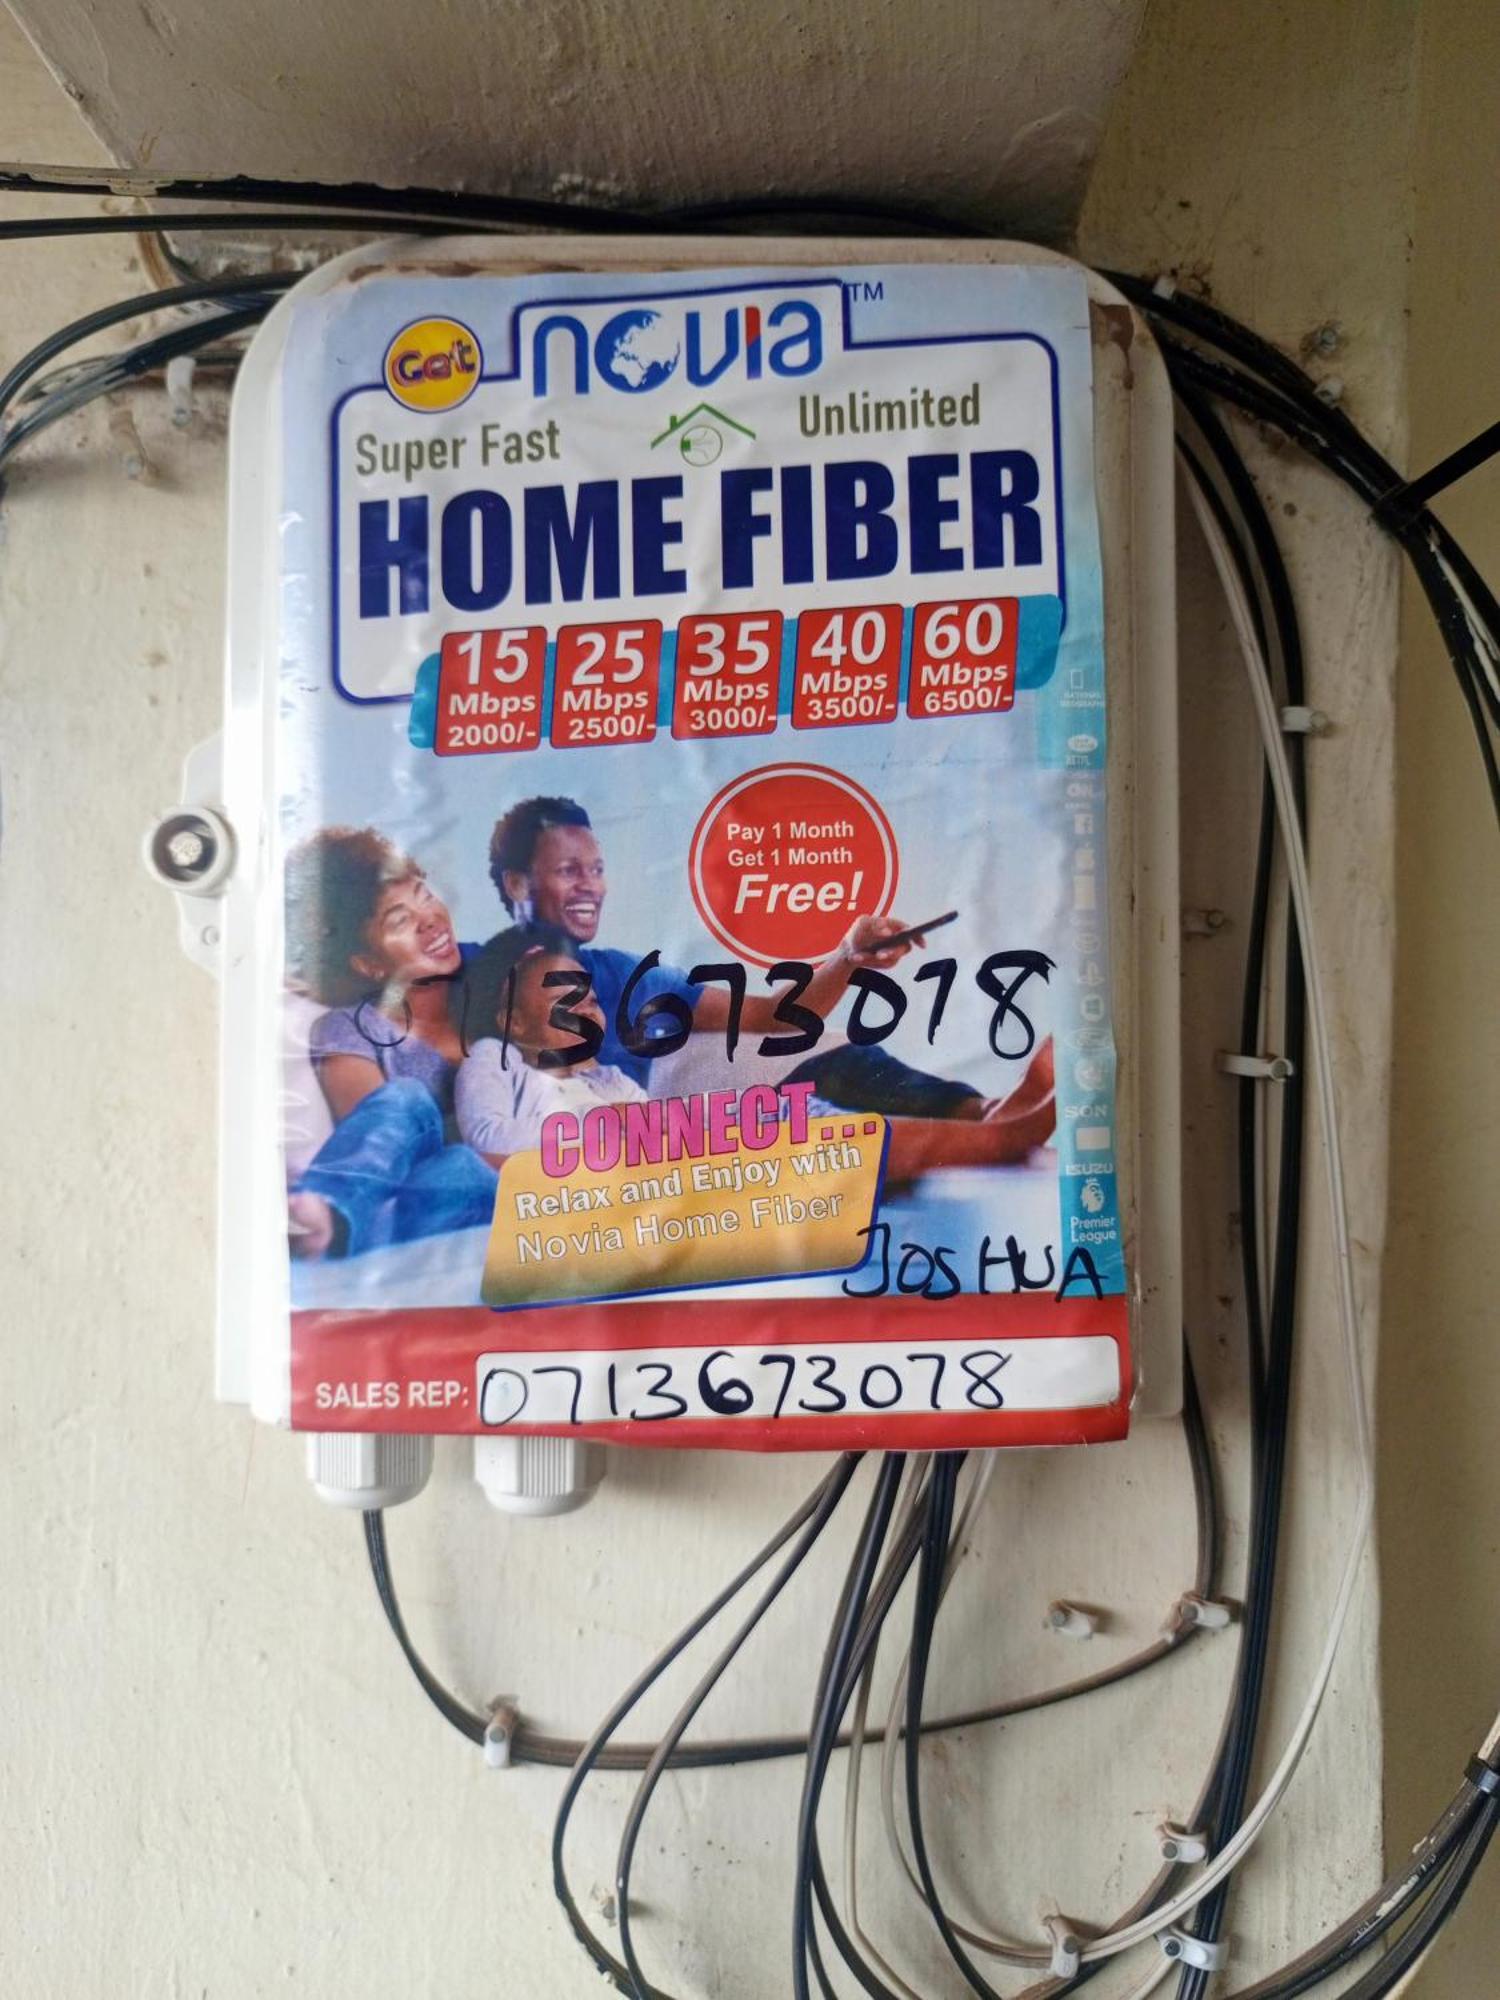 Get novia TM
Super Fast Unlimited
HOME FIBER
15 Mbps 2000/-
25 Mbps 2500/-
35 Mbps 3000/-
40 Mbps 3500/-
60 Mbps 6500/-
Pay 1 Month
Get 1 Month
Free!
0713673078
CONNECT...
Relax and Enjoy with
Novia Home Fiber
CNN
SON
ISUZU
Premier
League
JOSHUA
SALES REP: 0713673078